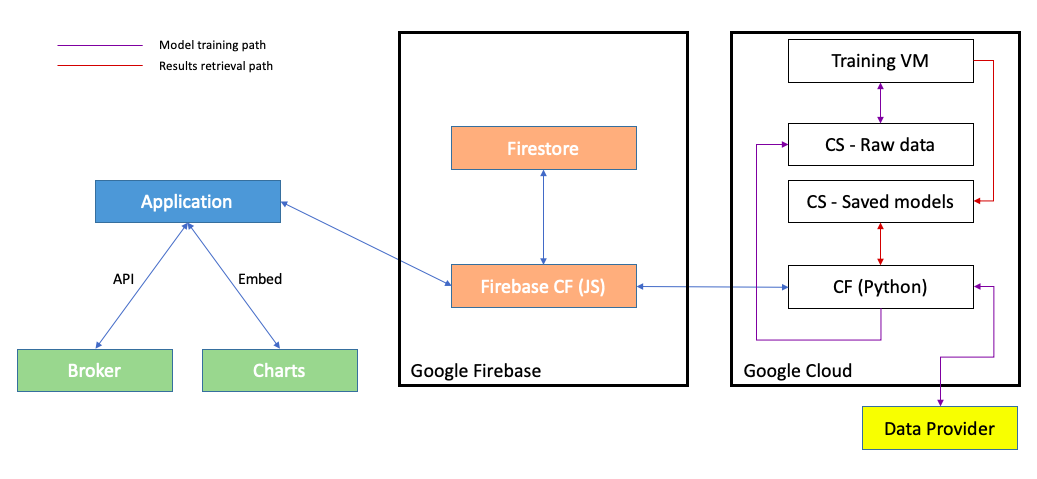 Model training path
Results retrieval path
Training VM
Firestore
CS - Raw data
Application
CS - Saved models
API
Embed
Firebase CF (JS)
CF (Python)
Broker
Charts
Google Firebase
Google Cloud
Data Provider